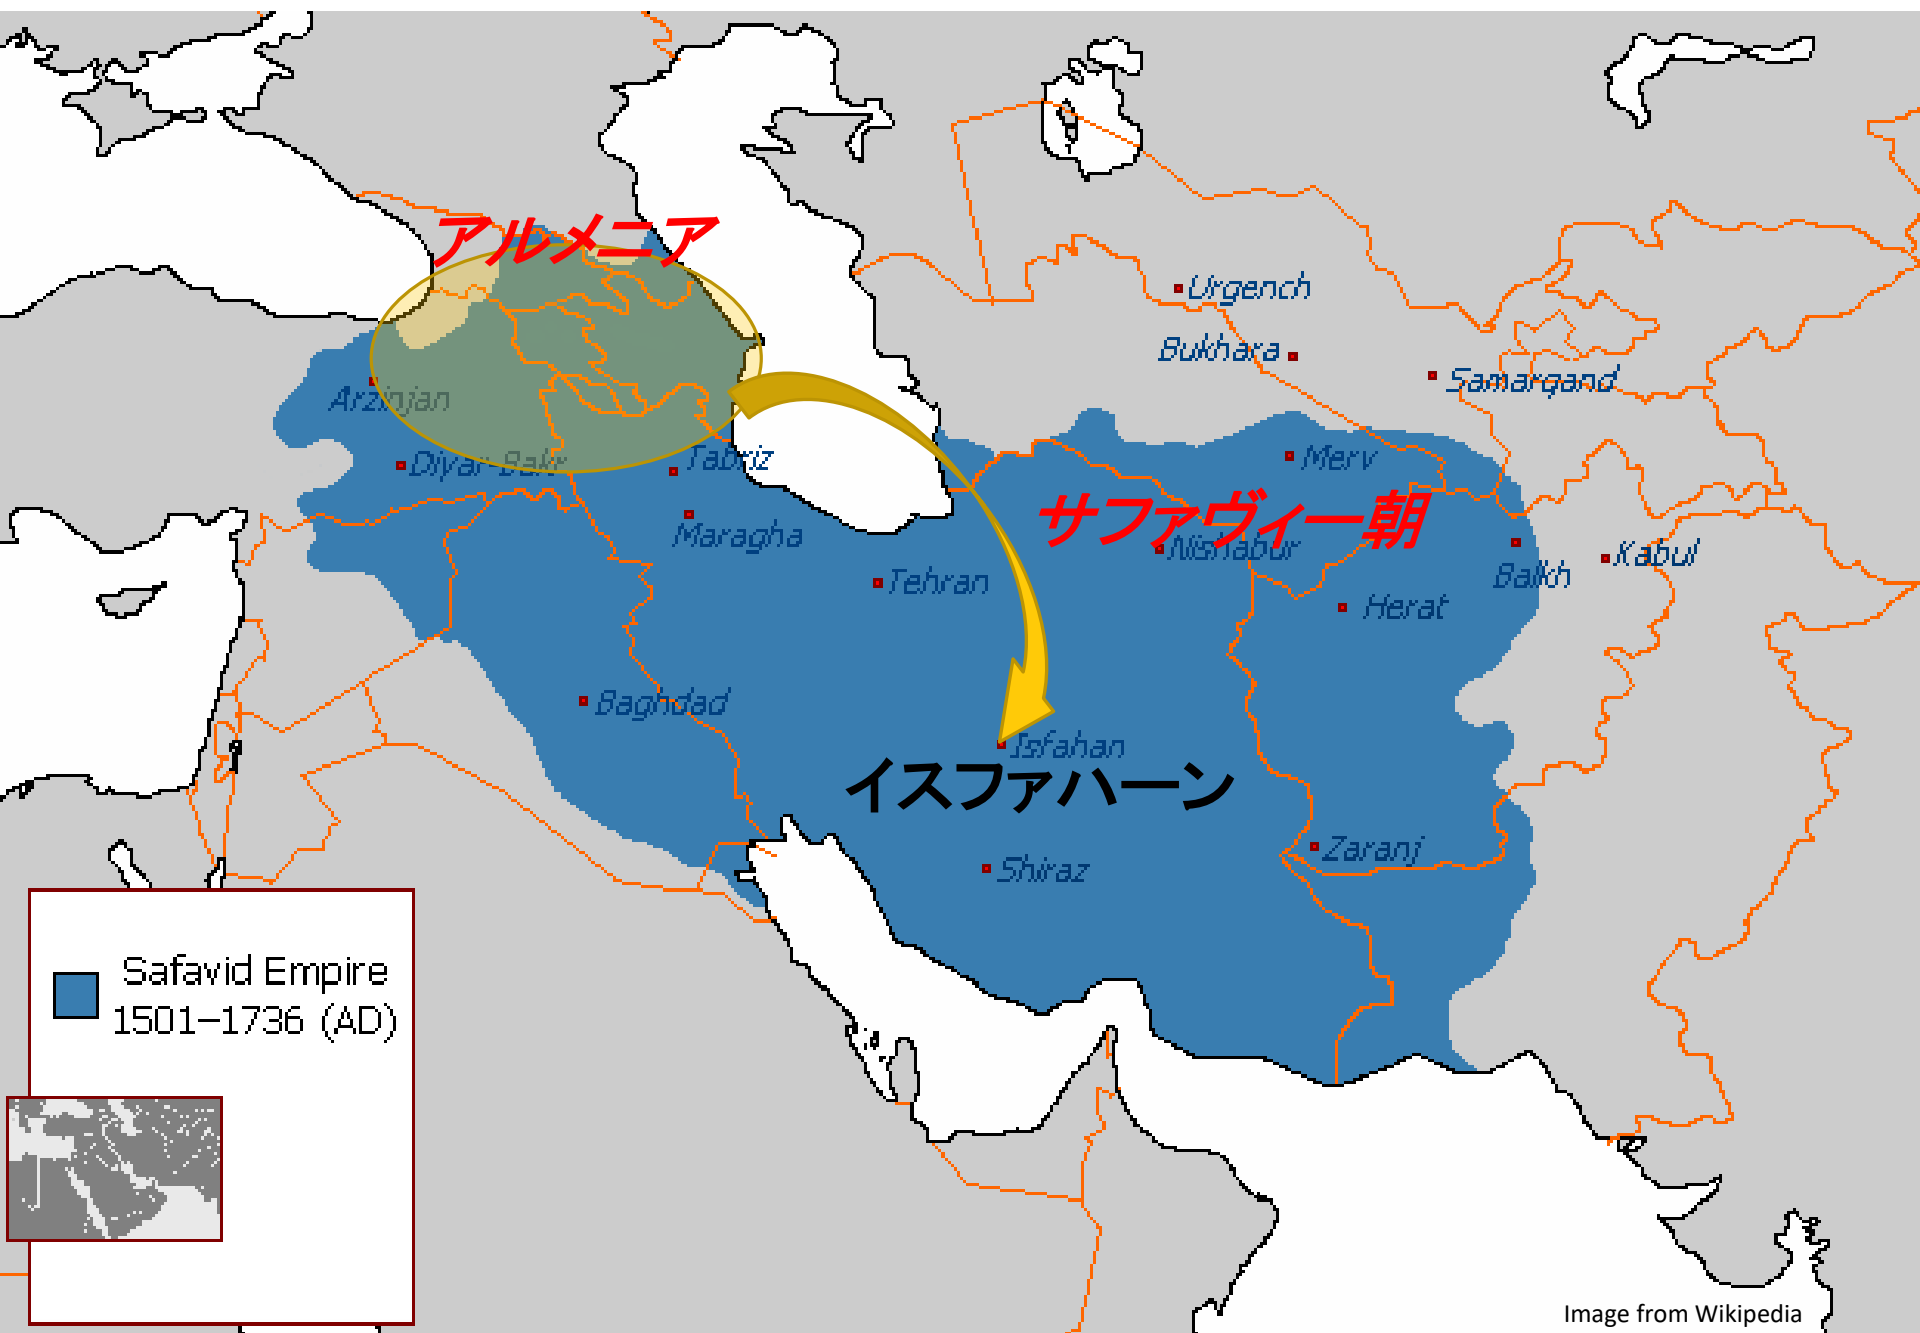 アルメニア
Urgench
Bukhara
Samarqand
Arzinjan
Diyar Bakr
Tabriz
Merv
サファヴィー朝
Maragha
Nishabur
Balkh
Kabul
Tehran
Herat
Baghdad
Isfahan
イスファハーン
Zaranj
Shiraz
Safavid Empire
1501–1736 (AD)
Image from Wikipedia